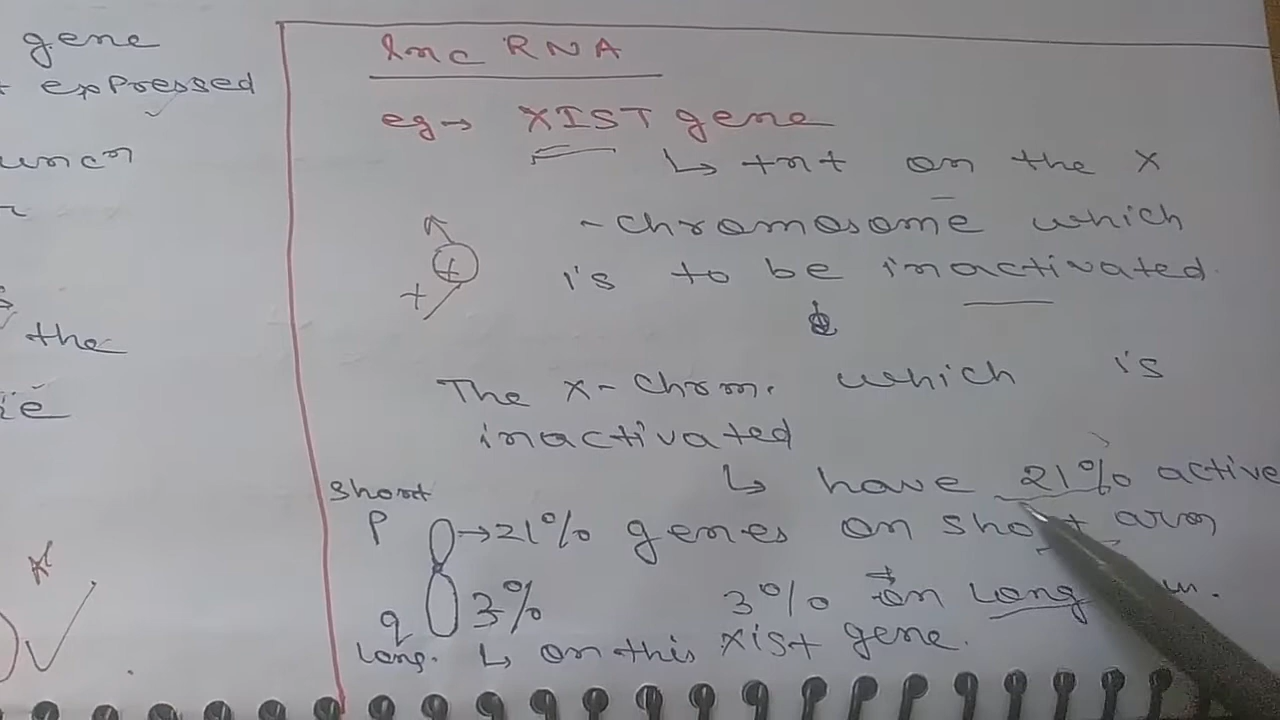 gene
expressed
the
lnc RNA
eg → XIST gene
↳ +nt on the X
- chromosome which
is to be inactivated.
+
+
The X- Chrom. which is
inactivated
↳ have 21% active
short
P → 21% genes on short arm
q 3% 3% on long
long. ↳ on this xist gene.